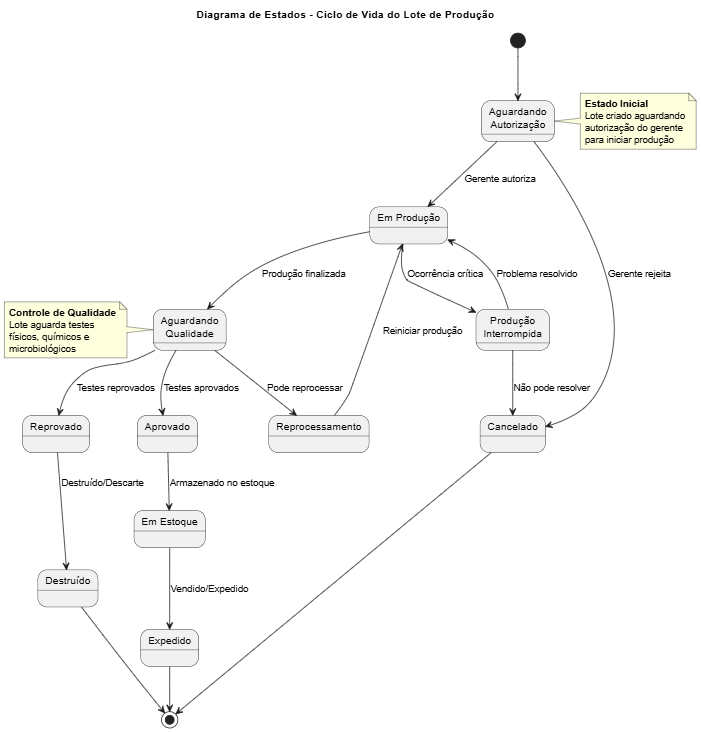 Diagrama de Estados - Ciclo de Vida do Lote de Produção
Aguardando
Autorização
Estado Inicial
Lote criado aguardando
autorização do gerente
para iniciar produção
Gerente autoriza
Em Produção
Produção finalizada
Ocorrência crítica
Problema resolvido
Gerente rejeita
Controle de Qualidade
Lote aguarda testes
físicos, químicos e
microbiológicos
Aguardando
Qualidade
Reiniciar produção
Produção
Interrompida
Testes reprovados
Testes aprovados
Pode reprocessar
Não pode resolver
Reprovado
Aprovado
Reprocessamento
Cancelado
Destruído/Descarte
Armazenado no estoque
Em Estoque
Destruído
Vendido/Expedido
Expedido